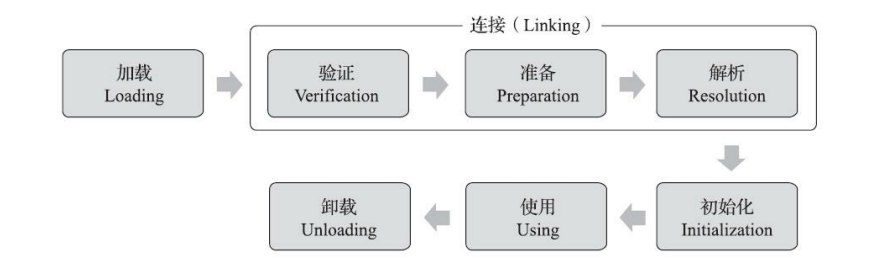 连接（Linking）
加载
Loading
验证
Verification
准备
Preparation
解析
Resolution
初始化
Initialization
使用
Using
卸载
Unloading